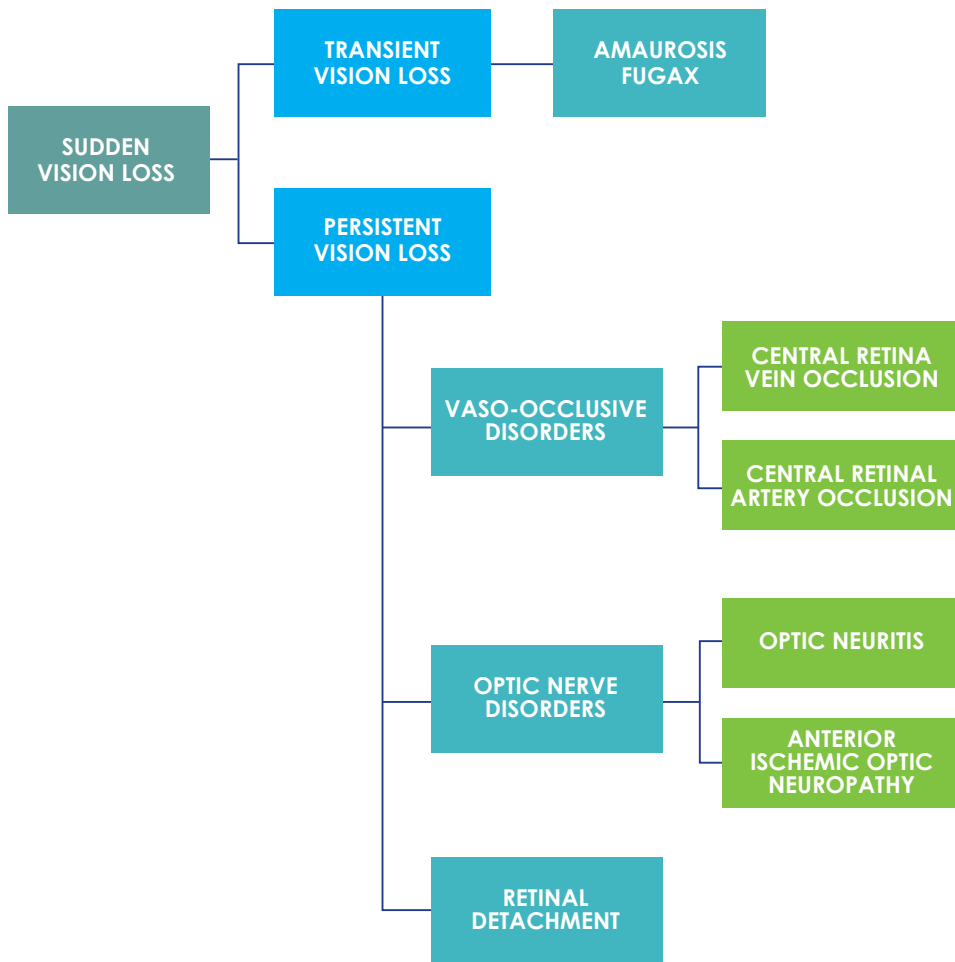 TRANSIENT
VISION LOSS
AMAUROSIS
FUGAX
SUDDEN
VISION LOSS
PERSISTENT
VISION LOSS
CENTRAL RETINA
VEIN OCCLUSION
VASO-OCCLUSIVE
DISORDERS
CENTRAL RETINAL
ARTERY OCCLUSION
OPTIC NEURITIS
OPTIC NERVE
DISORDERS
ANTERIOR
ISCHEMIC OPTIC
NEUROPATHY
RETINAL
DETACHMENT